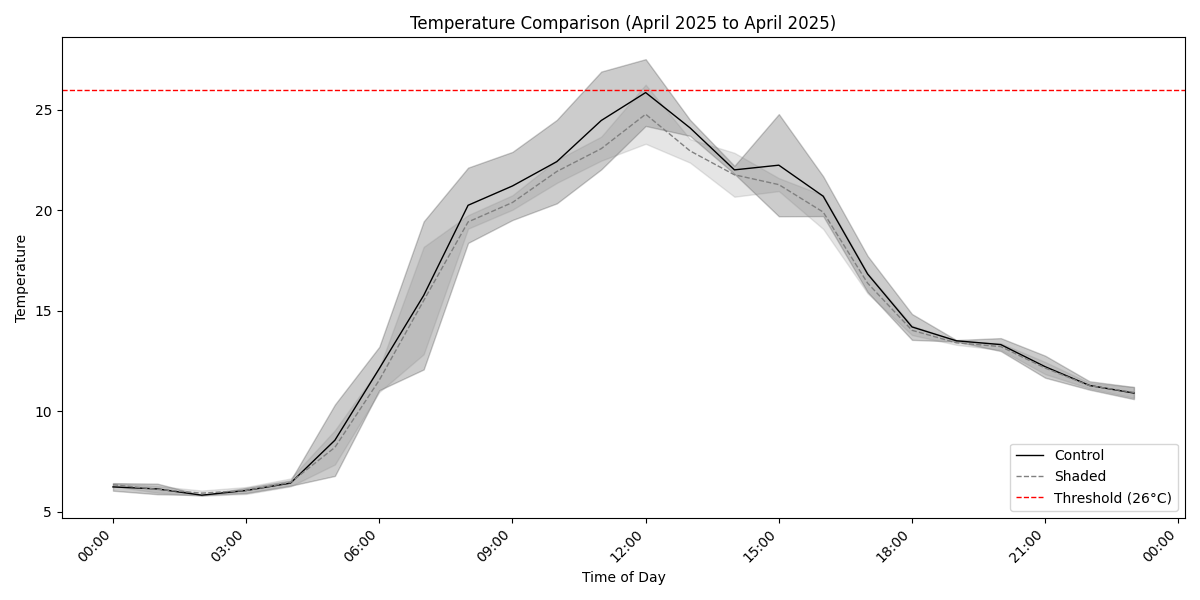 Temperature Comparison (April 2025 to April 2025)
Temperature
25
20
15
10
5
00:00
03:00
06:00
09:00
12:00
15:00
18:00
21:00
00:00
Time of Day
Control
Shaded
Threshold (26°C)